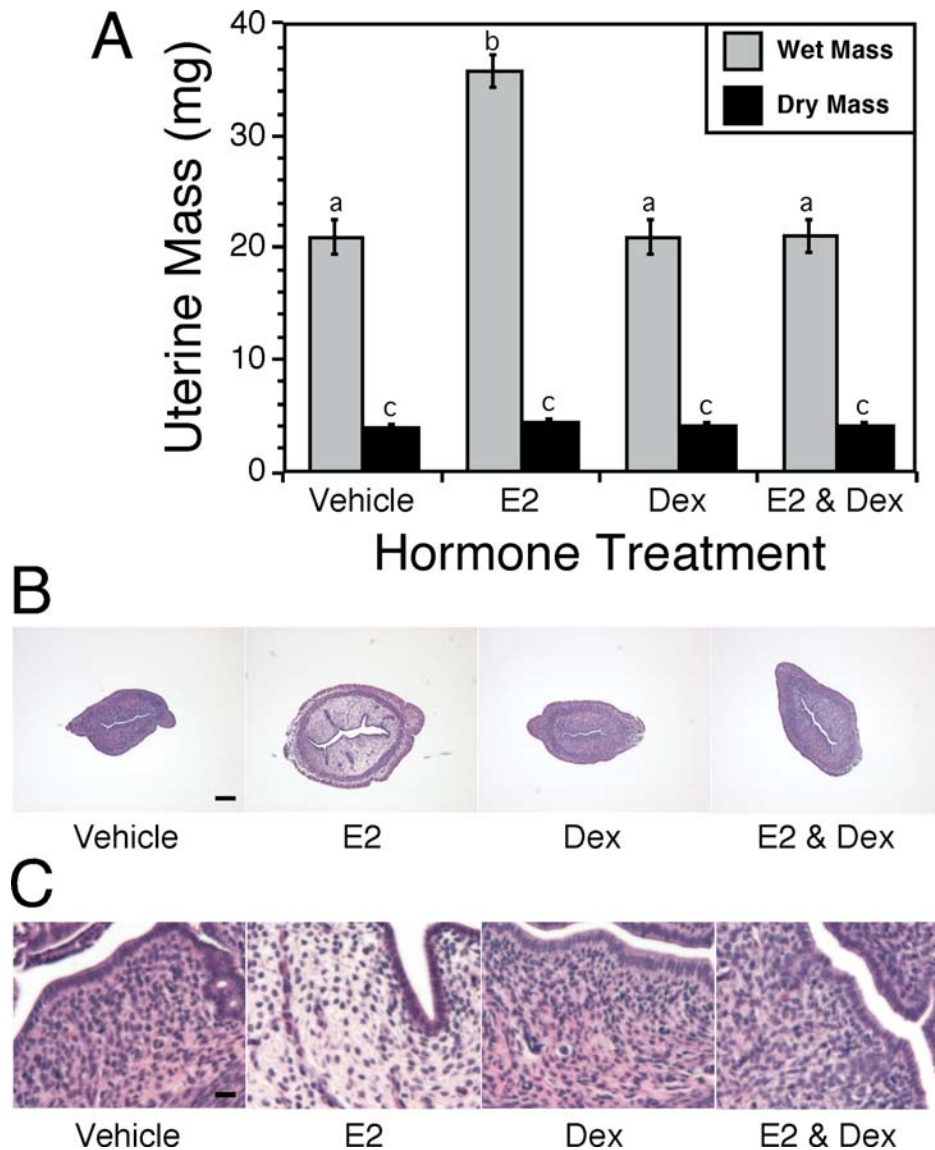 A
Uterine Mass (mg)
40
30
20
10
0
Wet Mass
Dry Mass
a
c
b
c
a
c
a
c
Vehicle E2 Dex E2 & Dex
Hormone Treatment
B
Vehicle E2 Dex E2 & Dex
C
Vehicle E2 Dex E2 & Dex